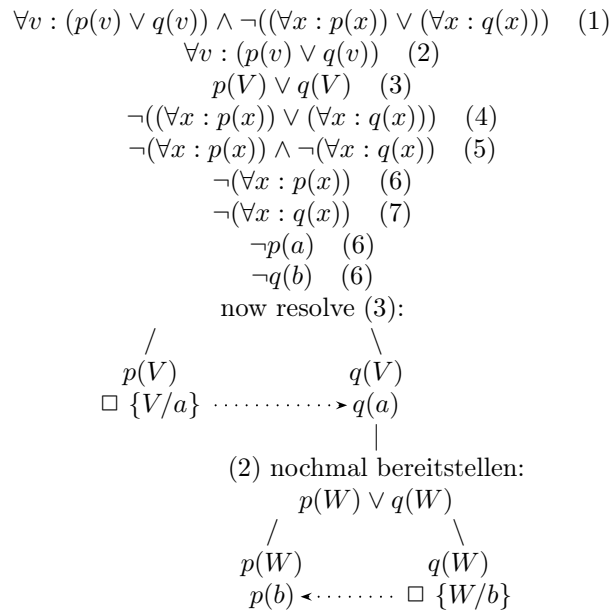 ∀v : (p(v) ∨ q(v)) ∧ ¬((∀x : p(x)) ∨ (∀x : q(x))) (1)
∀v : (p(v) ∨ q(v)) (2)
p(V) ∨ q(V) (3)
¬((∀x : p(x)) ∨ (∀x : q(x))) (4)
¬(∀x : p(x)) ∧ ¬(∀x : q(x)) (5)
¬(∀x : p(x)) (6)
¬(∀x : q(x)) (7)
¬p(a) (6)
¬q(b) (6)
now resolve (3):
p(V) q(V)
□ {V/a} q(a)
(2) nochmal bereitstellen:
p(W) ∨ q(W)
p(W) q(W)
p(b) □ {W/b}